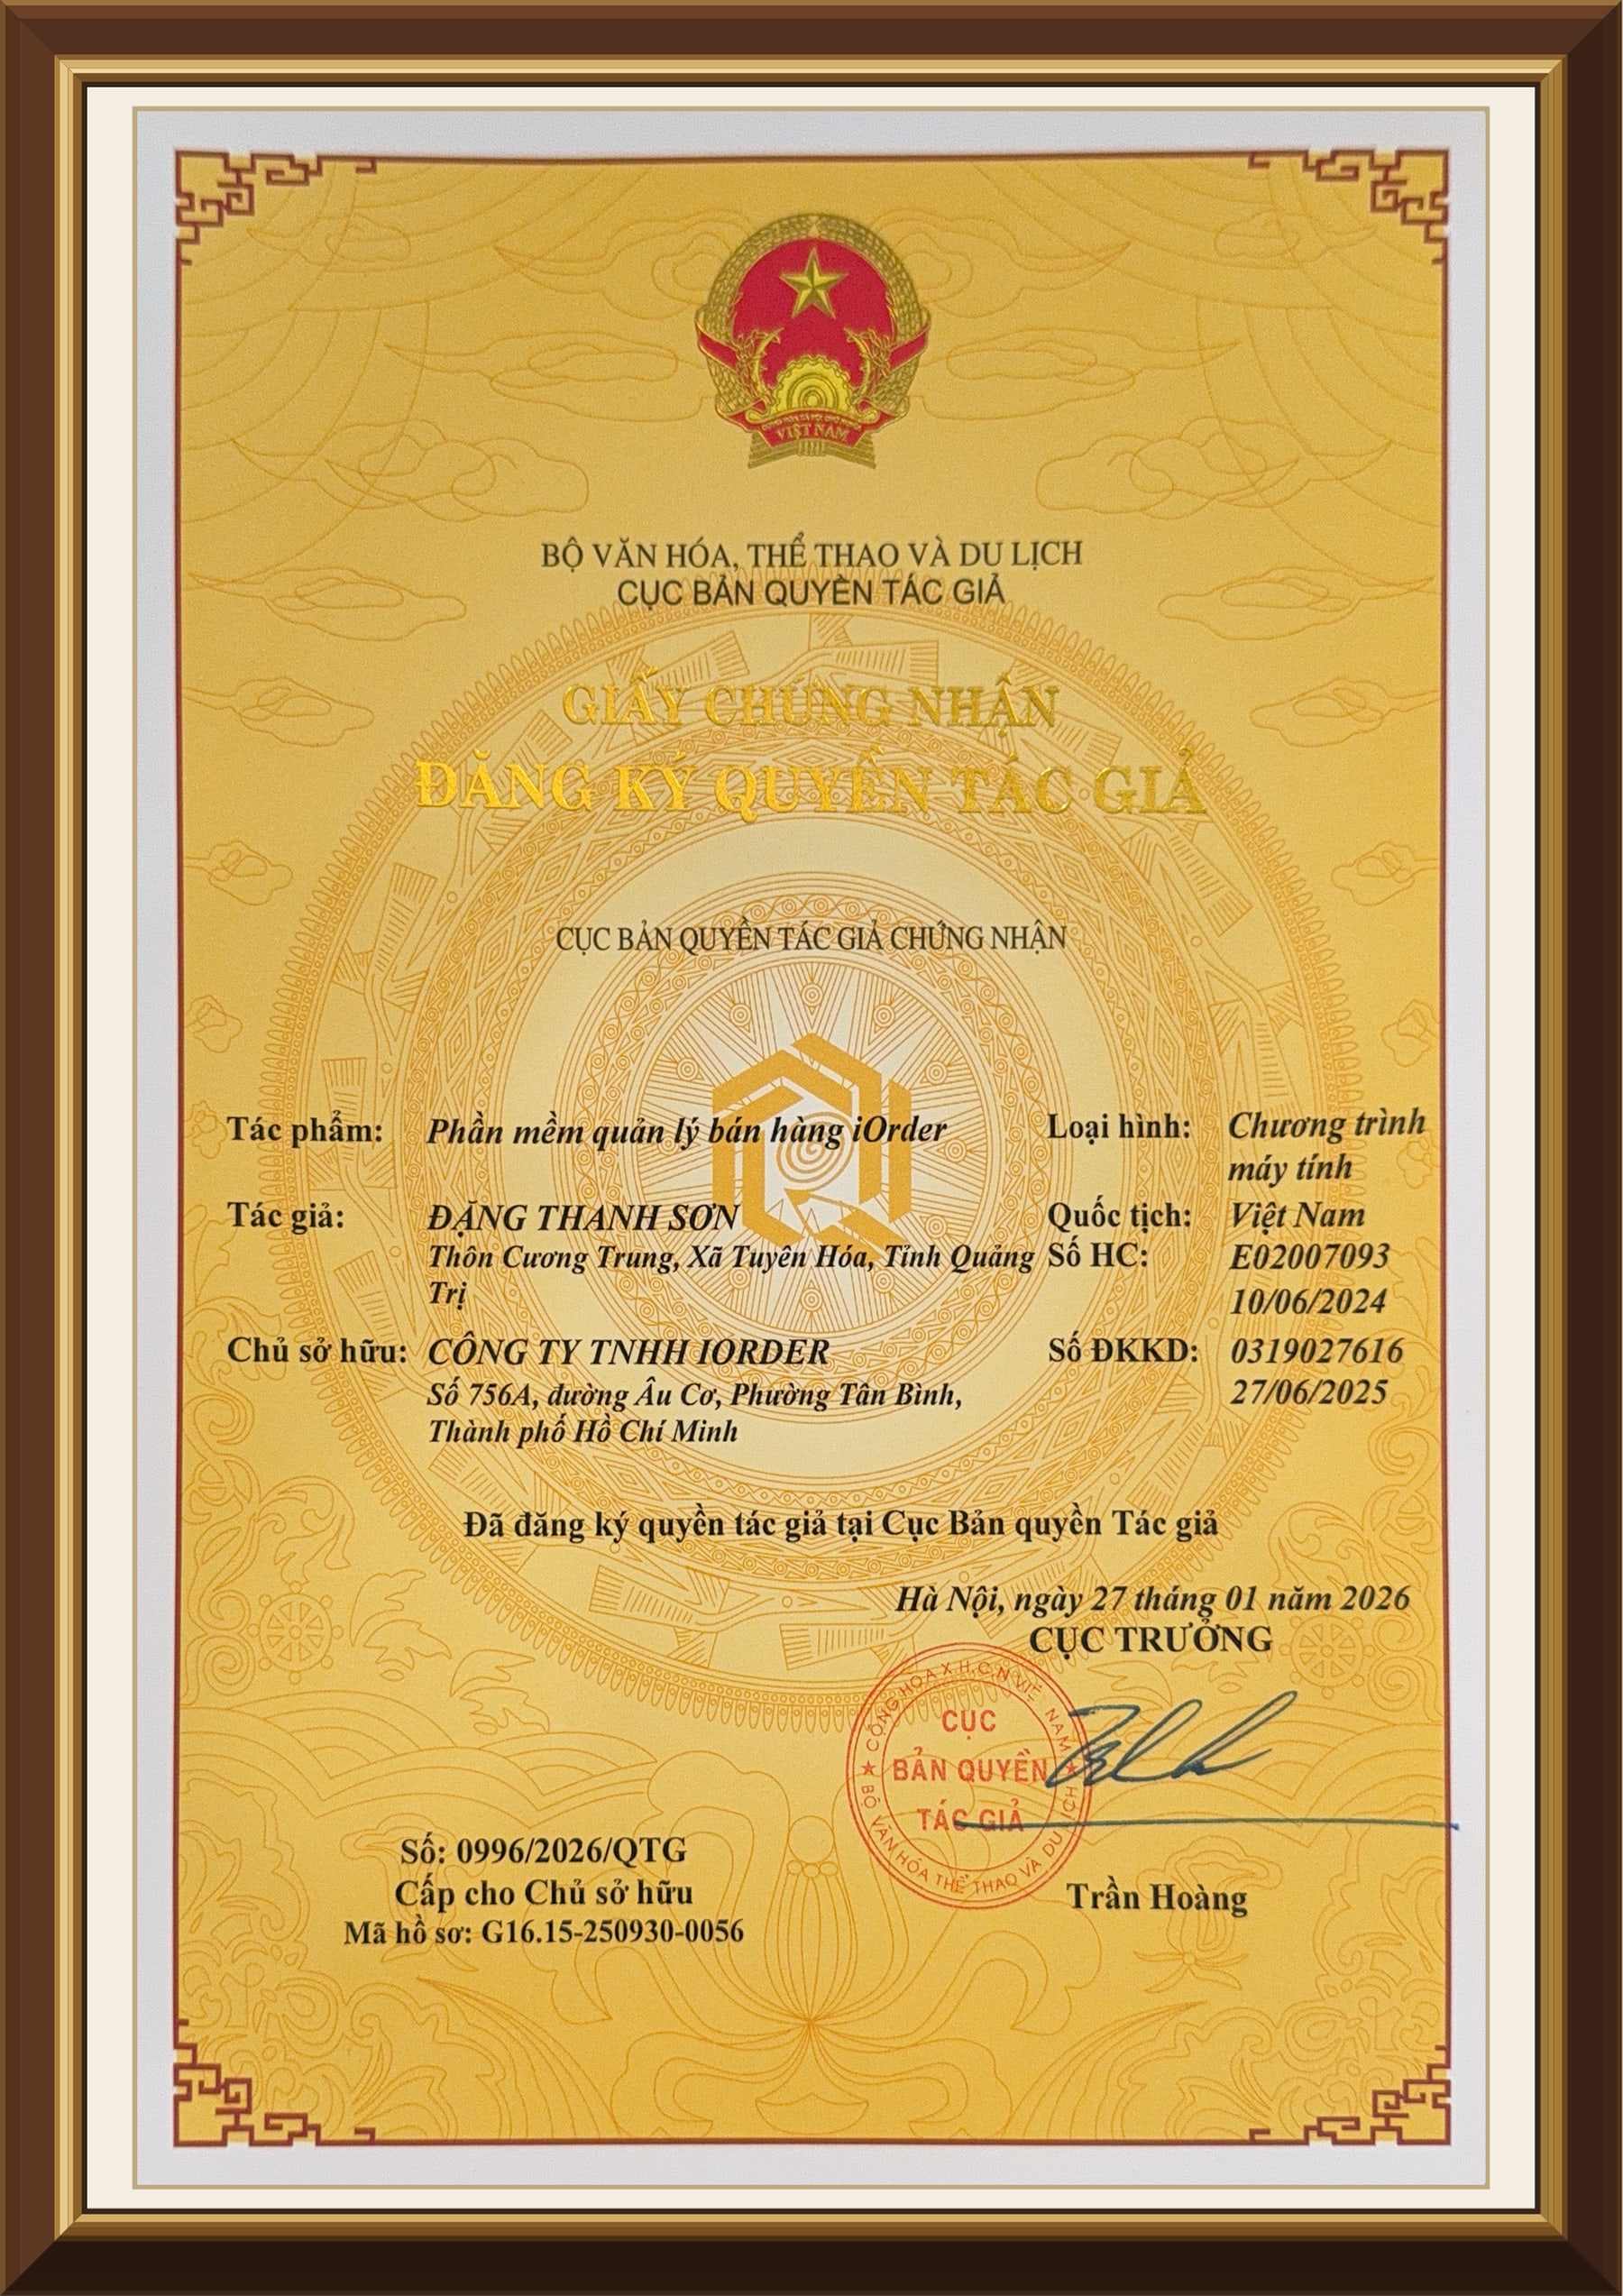 VIỆT NAM
BỘ VĂN HÓA, THỂ THAO VÀ DU LỊCH
CỤC BẢN QUYỀN TÁC GIẢ
GIẤY CHỨNG NHẬN
ĐĂNG KÝ QUYỀN TÁC GIẢ
CỤC BẢN QUYỀN TÁC GIẢ CHỨNG NHẬN
Tác phẩm: Phần mềm quản lý bán hàng iOrder Loại hình: Chương trình
máy tính
Tác giả: ĐẶNG THANH SƠN Quốc tịch: Việt Nam
Thôn Cương Trung, Xã Tuyên Hóa, Tỉnh Quảng Số HC: E02007093
Trị 10/06/2024
Chủ sở hữu: CÔNG TY TNHH IORDER Số ĐKKD: 0319027616
Số 756A, đường Âu Cơ, Phường Tân Bình, 27/06/2025
Thành phố Hồ Chí Minh
Đã đăng ký quyền tác giả tại Cục Bản quyền Tác giả
Hà Nội, ngày 27 tháng 01 năm 2026
CỤC TRƯỞNG
CỘNG HÒA X.H.C.N VIỆT NAM
CỤC
BẢN QUYỀN
TÁC GIẢ
BỘ VĂN HÓA THỂ THAO VÀ DU LỊCH
Số: 0996/2026/QTG
Cấp cho Chủ sở hữu
Trần Hoàng
Mã hồ sơ: G16.15-250930-0056